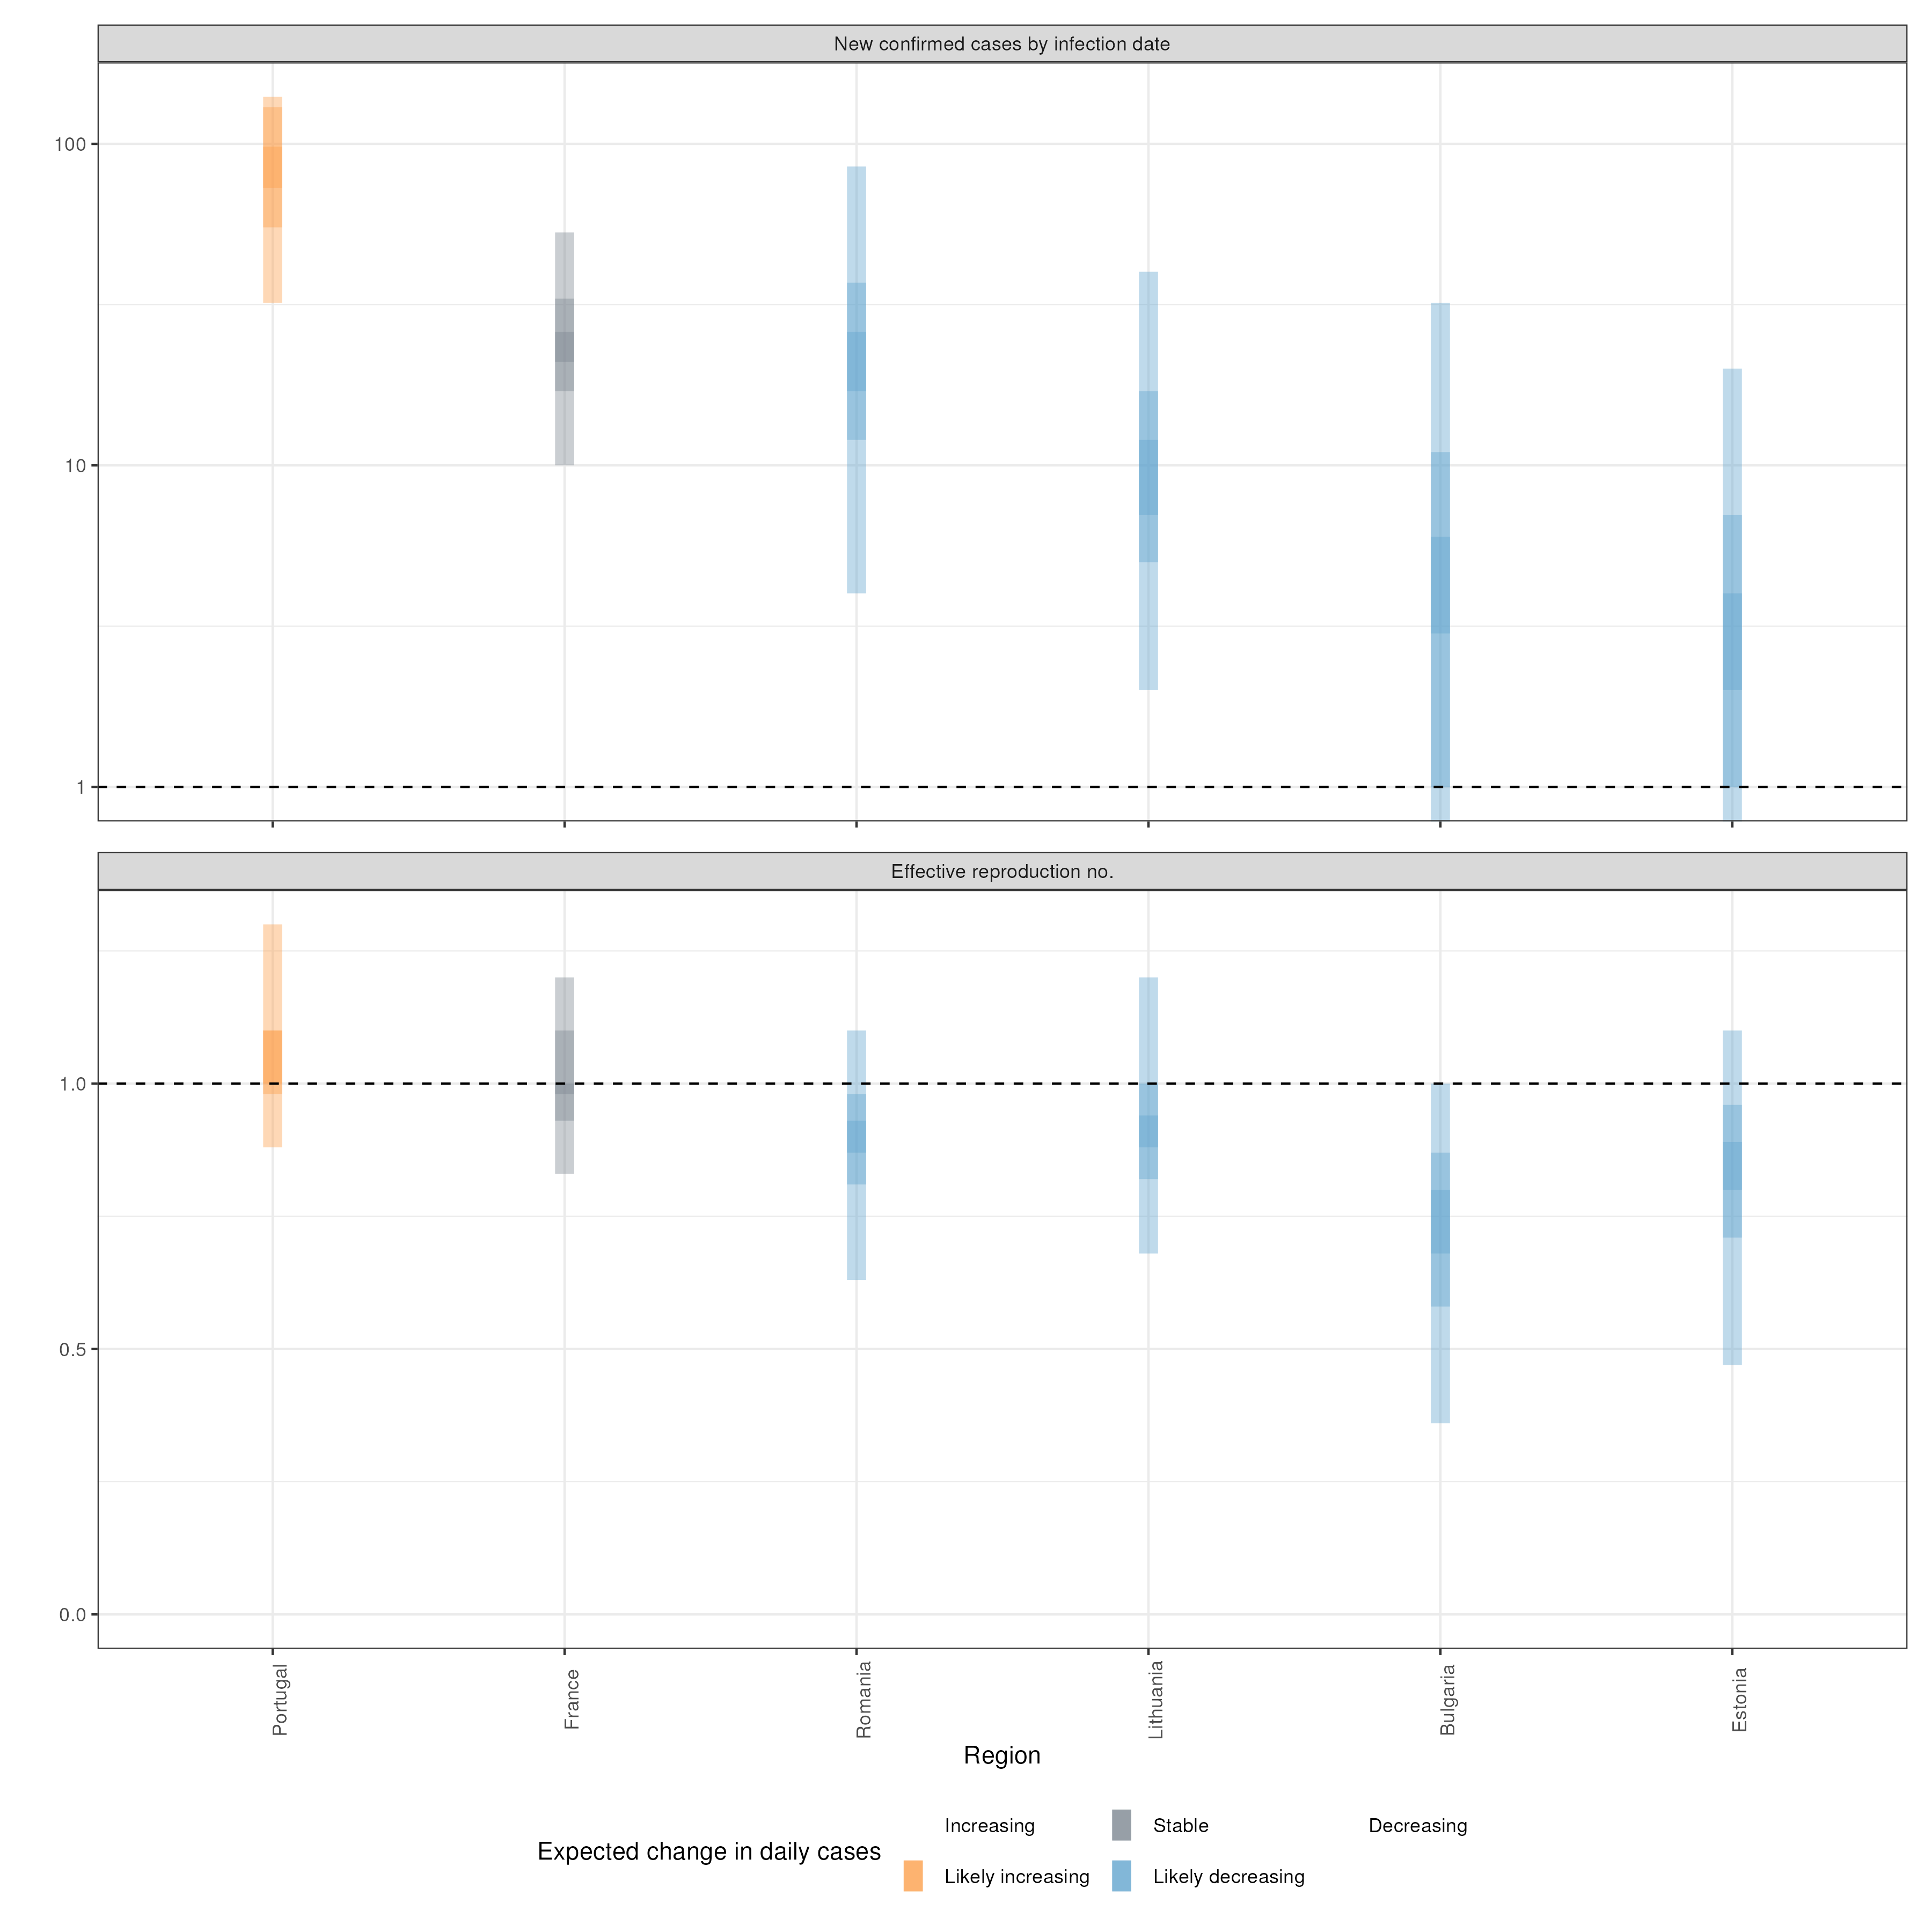 New confirmed cases by infection date
100
10
1
Effective reproduction no.
1.0
0.5
0.0
Portugal
France
Romania
Lithuania
Bulgaria
Estonia
Region
Expected change in daily cases
Increasing
Stable
Decreasing
Likely increasing
Likely decreasing